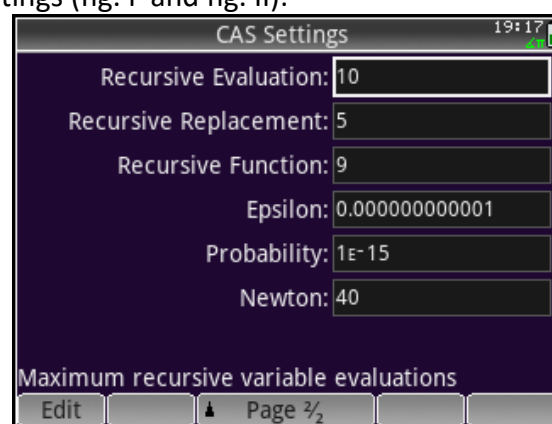 tings (fig. I and fig. II).
CAS Settings 19:17
∡π
Recursive Evaluation: 10
Recursive Replacement: 5
Recursive Function: 9
Epsilon: 0.000000000001
Probability: 1E-15
Newton: 40
Maximum recursive variable evaluations
Edit Page 2/2